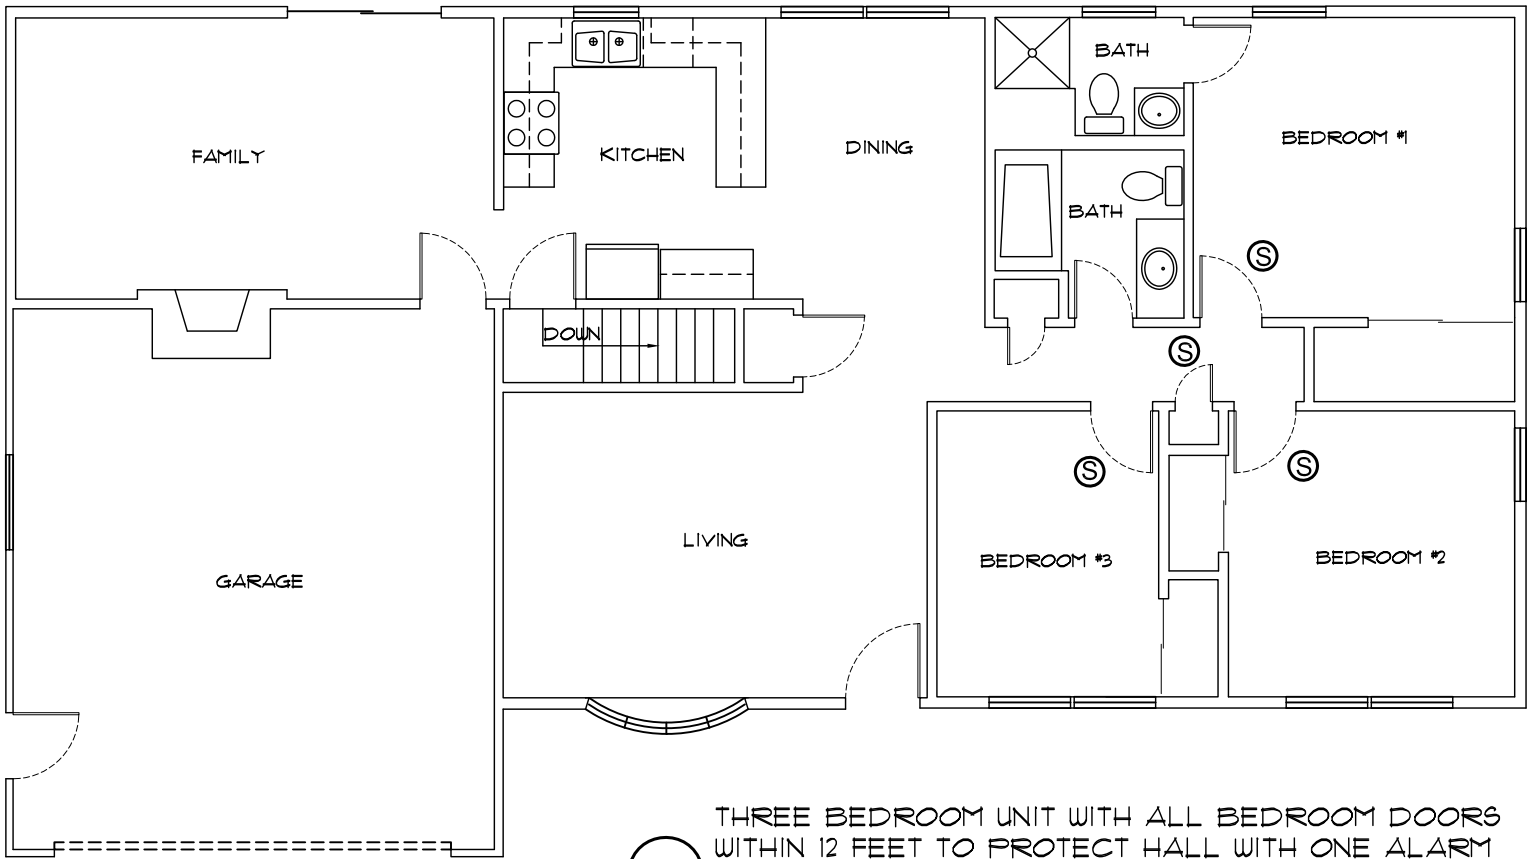 BATH
FAMILY
KITCHEN
DINING
BEDROOM #1
BATH
S
DOWN
S
S
S
LIVING
BEDROOM #3
BEDROOM #2
GARAGE
THREE BEDROOM UNIT WITH ALL BEDROOM DOORS
WITHIN 12 FEET TO PROTECT HALL WITH ONE ALARM